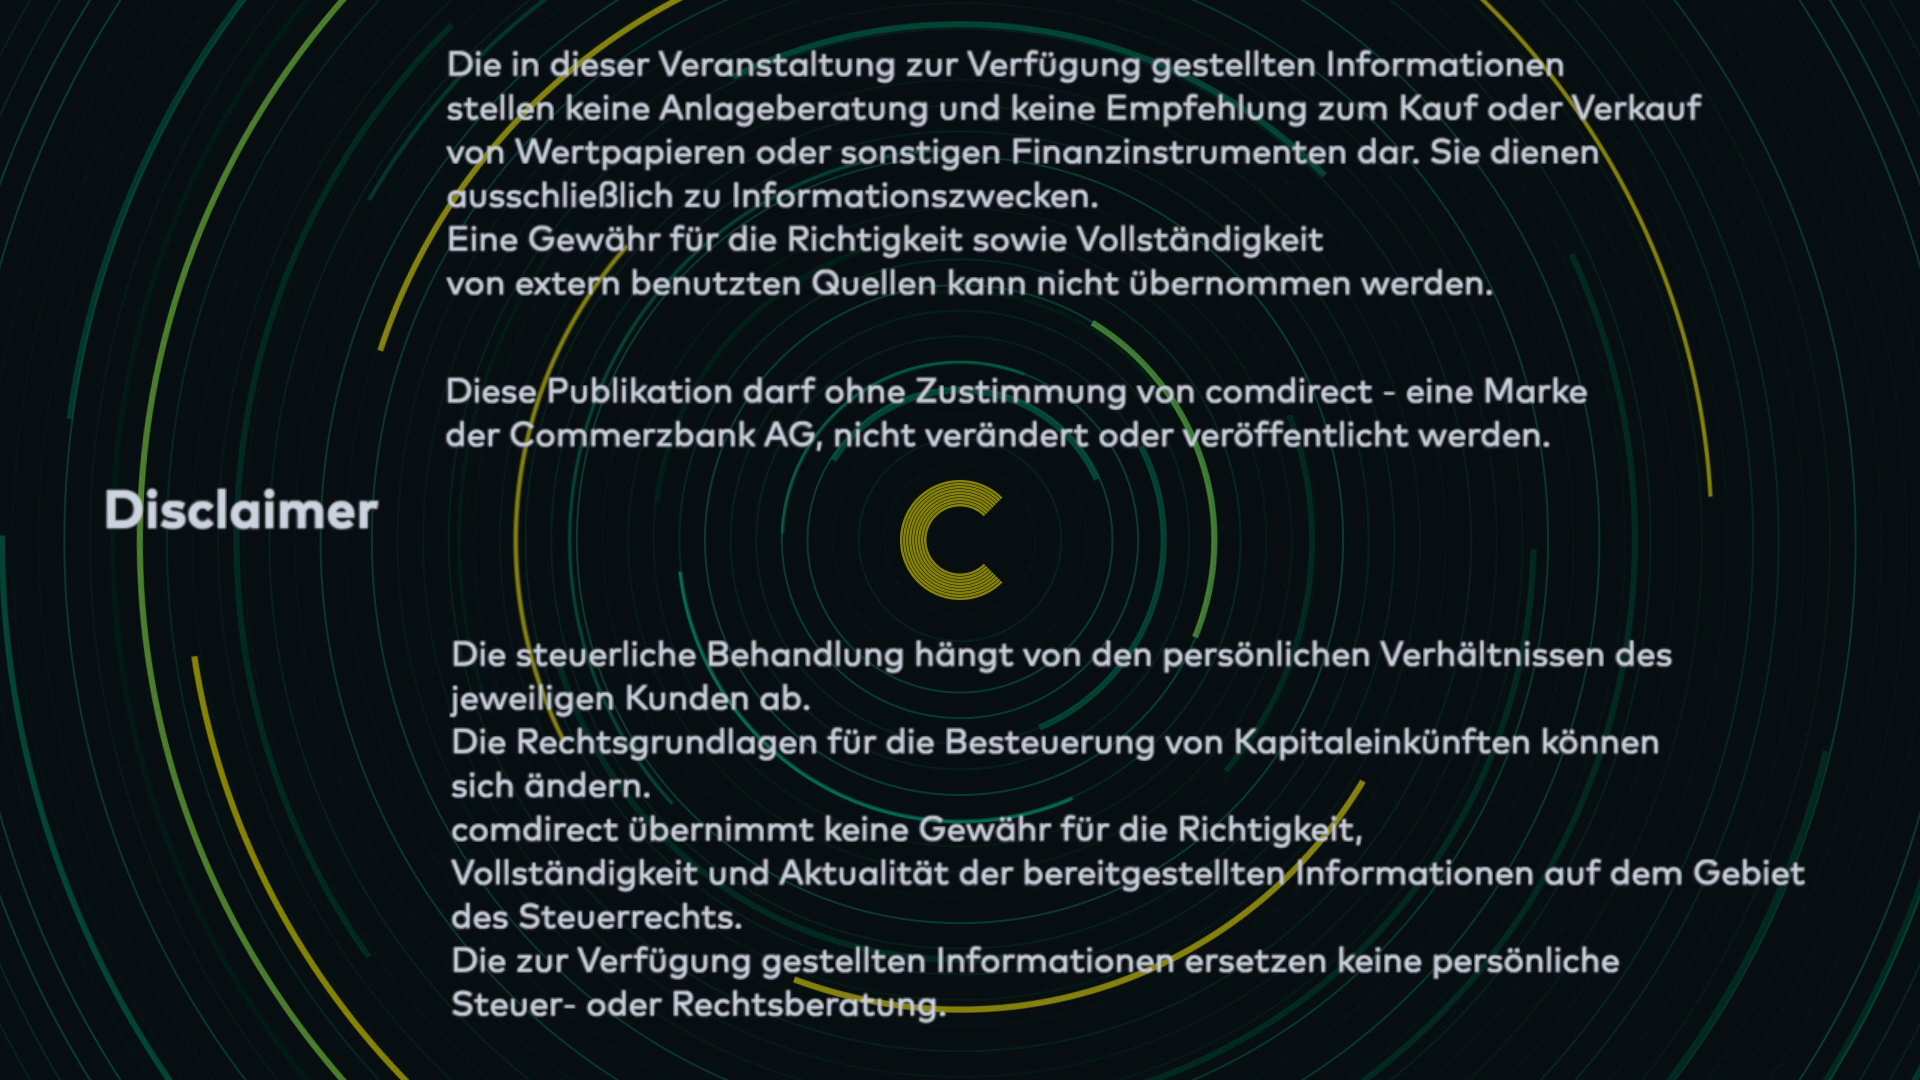 Die in dieser Veranstaltung zur Verfügung gestellten Informationen
stellen keine Anlageberatung und keine Empfehlung zum Kauf oder Verkauf
von Wertpapieren oder sonstigen Finanzinstrumenten dar. Sie dienen
ausschließlich zu Informationszwecken.
Eine Gewähr für die Richtigkeit sowie Vollständigkeit
von extern benutzten Quellen kann nicht übernommen werden.
Diese Publikation darf ohne Zustimmung von comdirect - eine Marke
der Commerzbank AG, nicht verändert oder veröffentlicht werden.
Disclaimer
Die steuerliche Behandlung hängt von den persönlichen Verhältnissen des
jeweiligen Kunden ab.
Die Rechtsgrundlagen für die Besteuerung von Kapitaleinkünften können
sich ändern.
comdirect übernimmt keine Gewähr für die Richtigkeit,
Vollständigkeit und Aktualität der bereitgestellten Informationen auf dem Gebiet
des Steuerrechts.
Die zur Verfügung gestellten Informationen ersetzen keine persönliche
Steuer- oder Rechtsberatung.